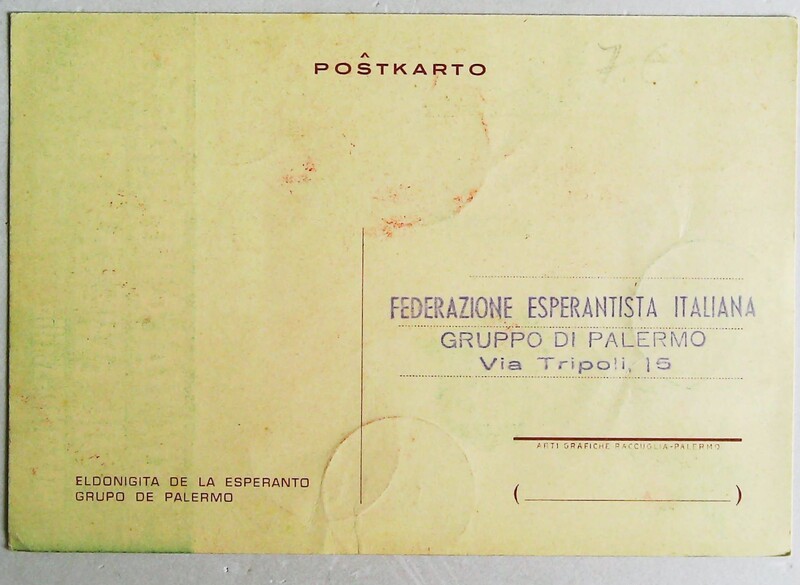 POŜTKARTO
7
FEDERAZIONE ESPERANTISTA ITALIANA
GRUPPO DI PALERMO
Via Tripoli, 15
ARTI GRAFICHE RACCUGLIA-PALERMO
ELDONIGITA DE LA ESPERANTO
GRUPO DE PALERMO
(
)